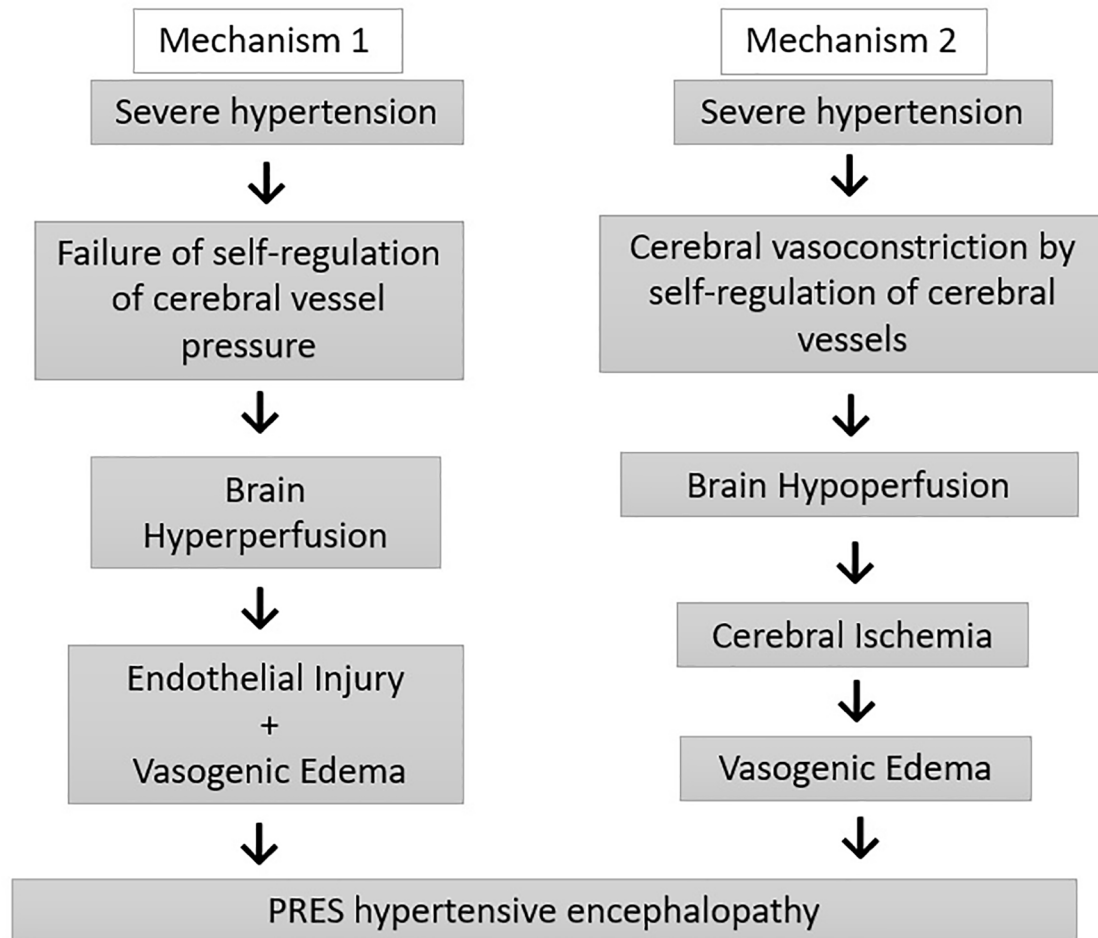 Mechanism 1
Severe hypertension
Failure of self-regulation
of cerebral vessel
pressure
Brain
Hyperperfusion
Endothelial Injury
+
Vasogenic Edema
Mechanism 2
Severe hypertension
Cerebral vasoconstriction by
self-regulation of cerebral
vessels
Brain Hypoperfusion
Cerebral Ischemia
Vasogenic Edema
PRES hypertensive encephalopathy